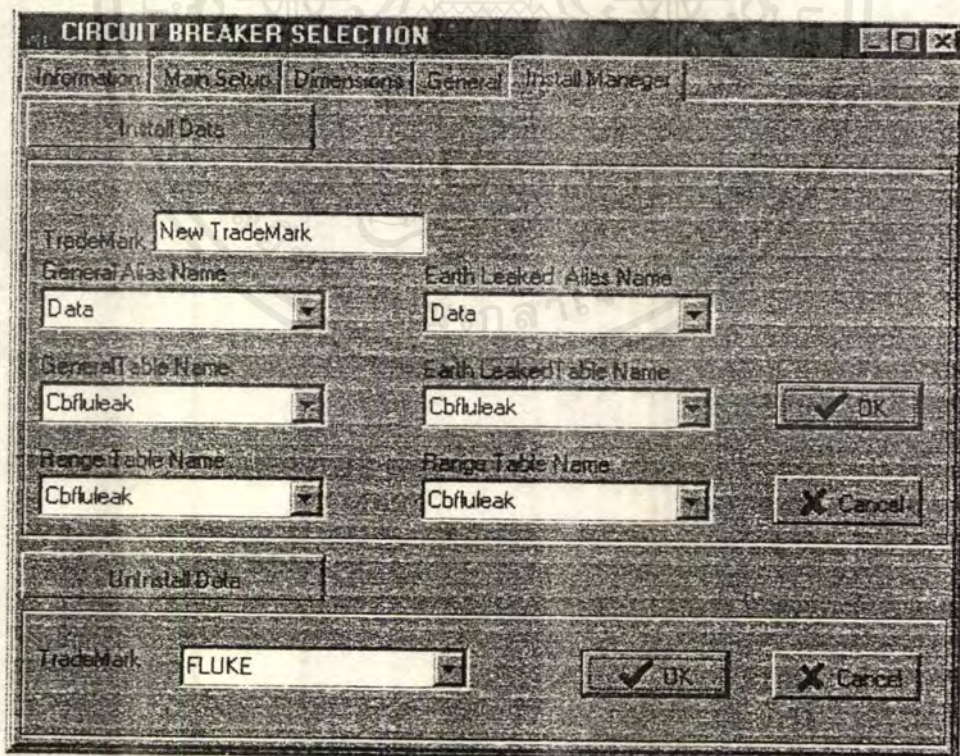 CIRCUIT BREAKER SELECTION
Information Main Setup Dimensions General Install Manager
Install Data
TradeMark New TradeMark
General Alias Name Earth Leaked Alias Name
Data Data
GeneralTable Name Earth LeakedTable Name
Cbfluleak Cbfluleak OK
Range Table Name Range Table Name
Cbfluleak Cbfluleak Cancel
UnInstall Data
TradeMark FLUKE OK Cancel